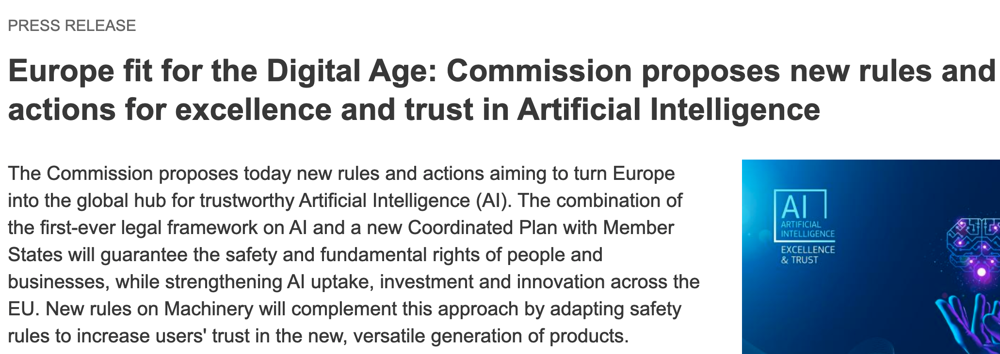 PRESS RELEASE
Europe fit for the Digital Age: Commission proposes new rules and
actions for excellence and trust in Artificial Intelligence
The Commission proposes today new rules and actions aiming to turn Europe
into the global hub for trustworthy Artificial Intelligence (AI). The combination of
the first-ever legal framework on AI and a new Coordinated Plan with Member
States will guarantee the safety and fundamental rights of people and
businesses, while strengthening AI uptake, investment and innovation across the
EU. New rules on Machinery will complement this approach by adapting safety
rules to increase users' trust in the new, versatile generation of products.
AI
ARTIFICIAL
INTELLIGENCE
EXCELLENCE
& TRUST